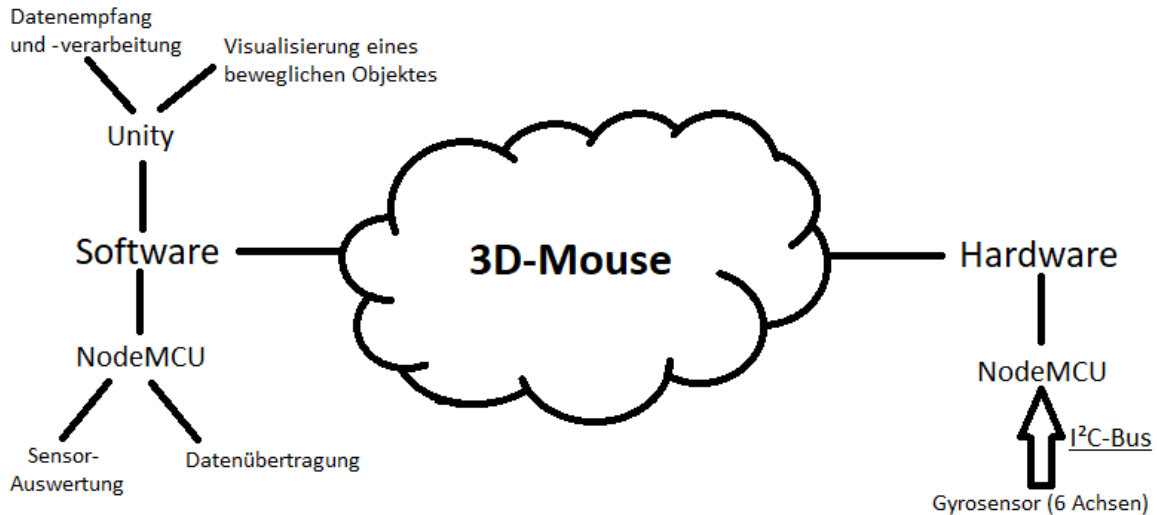 Datenempfang
und -verarbeitung
Visualisierung eines
beweglichen Objektes
Unity
Software
3D-Mouse
Hardware
NodeMCU
Sensor-
Auswertung
Datenübertragung
NodeMCU
I²C-Bus
Gyrosensor (6 Achsen)